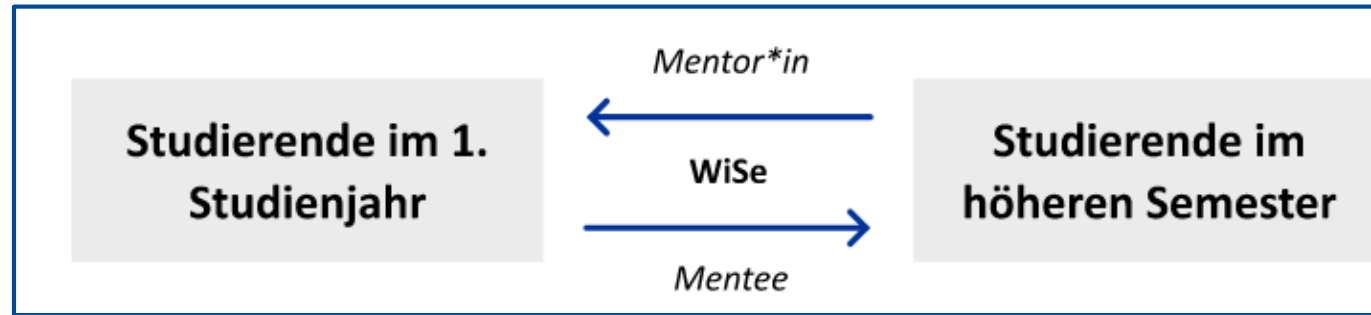 Studierende im 1.
Studienjahr
Mentor*in
WiSe
Mentee
Studierende im
höheren Semester